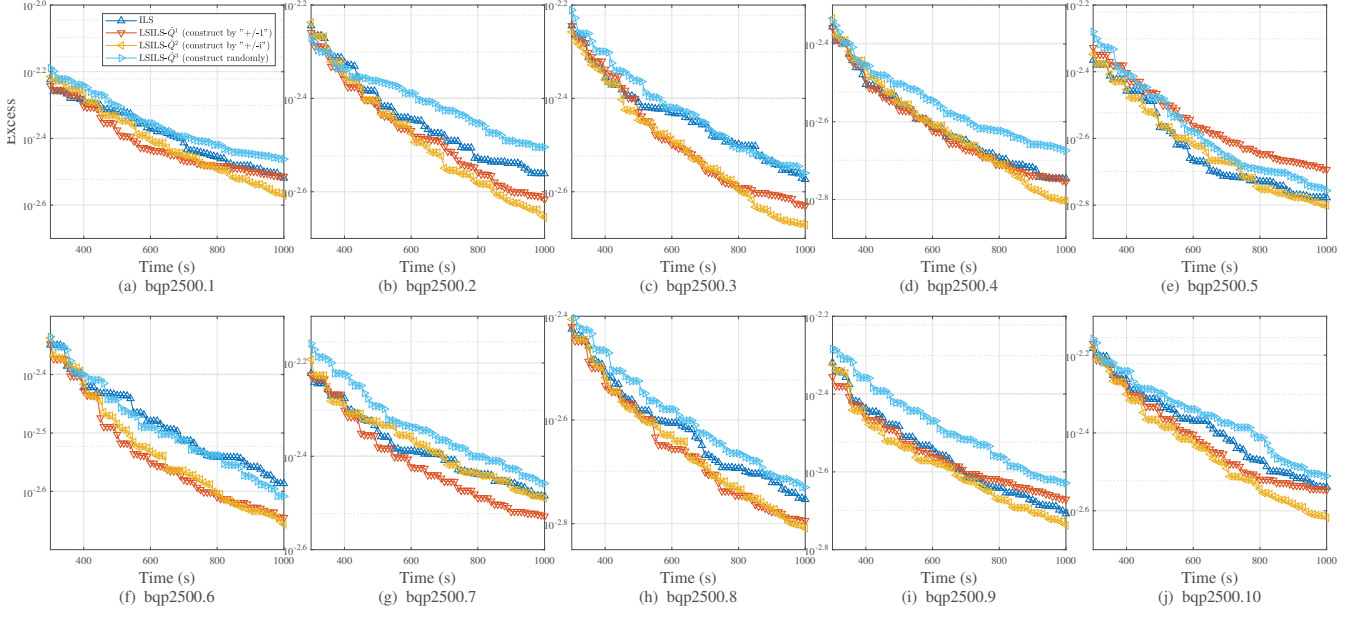 Excess
10^-2.0
10^-2.2
10^-2.4
10^-2.6
ILS
LSILS-Q̂¹ (construct by "+/-1")
LSILS-Q̂² (construct by "+/-i")
LSILS-Q̂³ (construct randomly)
400 600 800 1000
Time (s)
(a) bqp2500.1
10^-2.2
10^-2.4
10^-2.6
400 600 800 1000
Time (s)
(b) bqp2500.2
10^-2.2
10^-2.4
10^-2.6
400 600 800 1000
Time (s)
(c) bqp2500.3
10^-2.4
10^-2.6
10^-2.8
400 600 800 1000
Time (s)
(d) bqp2500.4
10^-2.2
10^-2.4
10^-2.6
10^-2.8
400 600 800 1000
Time (s)
(e) bqp2500.5
10^-2.4
10^-2.5
10^-2.6
400 600 800 1000
Time (s)
(f) bqp2500.6
10^-2.2
10^-2.4
10^-2.6
400 600 800 1000
Time (s)
(g) bqp2500.7
10^-2.4
10^-2.6
10^-2.8
400 600 800 1000
Time (s)
(h) bqp2500.8
10^-2.2
10^-2.4
10^-2.6
10^-2.8
400 600 800 1000
Time (s)
(i) bqp2500.9
10^-2.2
10^-2.4
10^-2.6
400 600 800 1000
Time (s)
(j) bqp2500.10